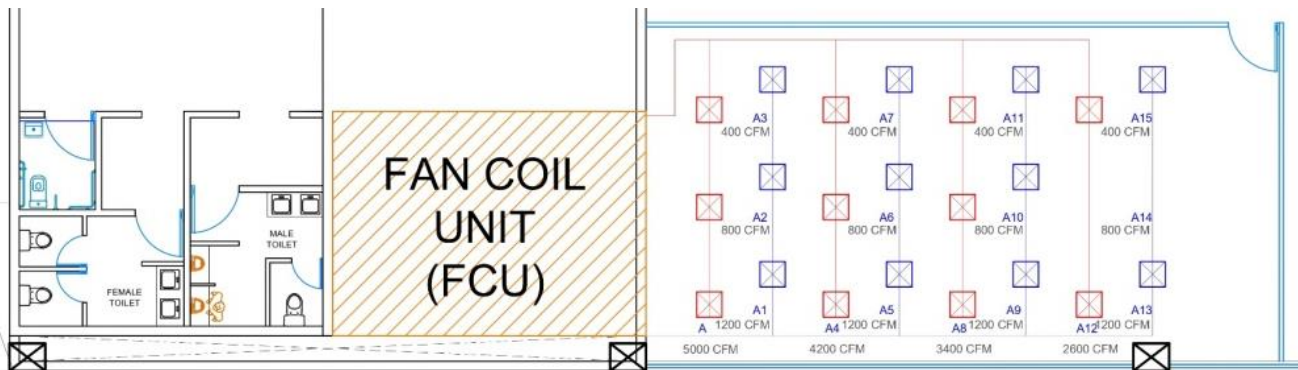 FAN COIL
UNIT
(FCU)
MALE
TOILET
FEMALE
TOILET
A3 A7 A11 A15
400 CFM 400 CFM 400 CFM 400 CFM
A2 A6 A10 A14
800 CFM 800 CFM 800 CFM 800 CFM
A1 A5 A9 A13
A 1200 CFM A4 1200 CFM A8 1200 CFM A12 1200 CFM
5000 CFM 4200 CFM 3400 CFM 2600 CFM